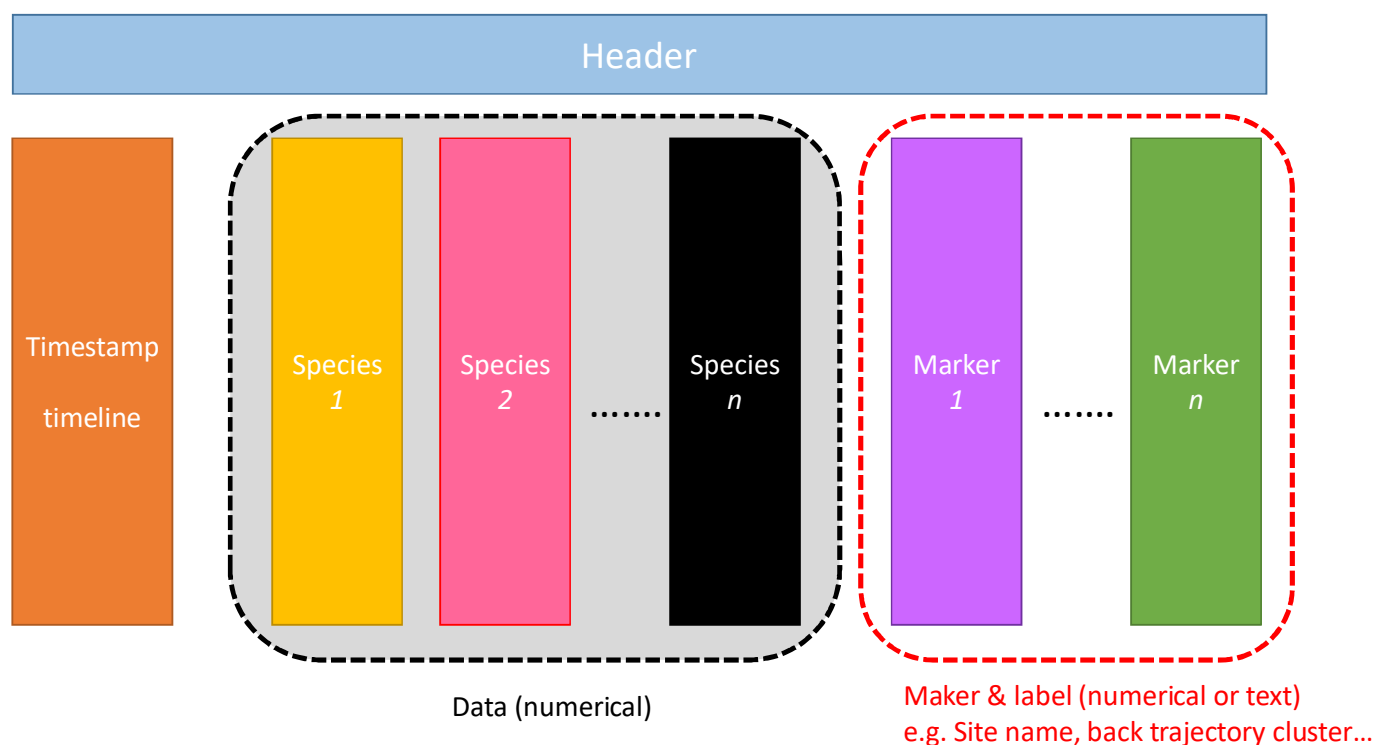 Header
Timestamp
timeline
Species
1
Species
2
.......
Species
n
Marker
1
.......
Marker
n
Data (numerical)
Maker & label (numerical or text)
e.g. Site name, back trajectory cluster…